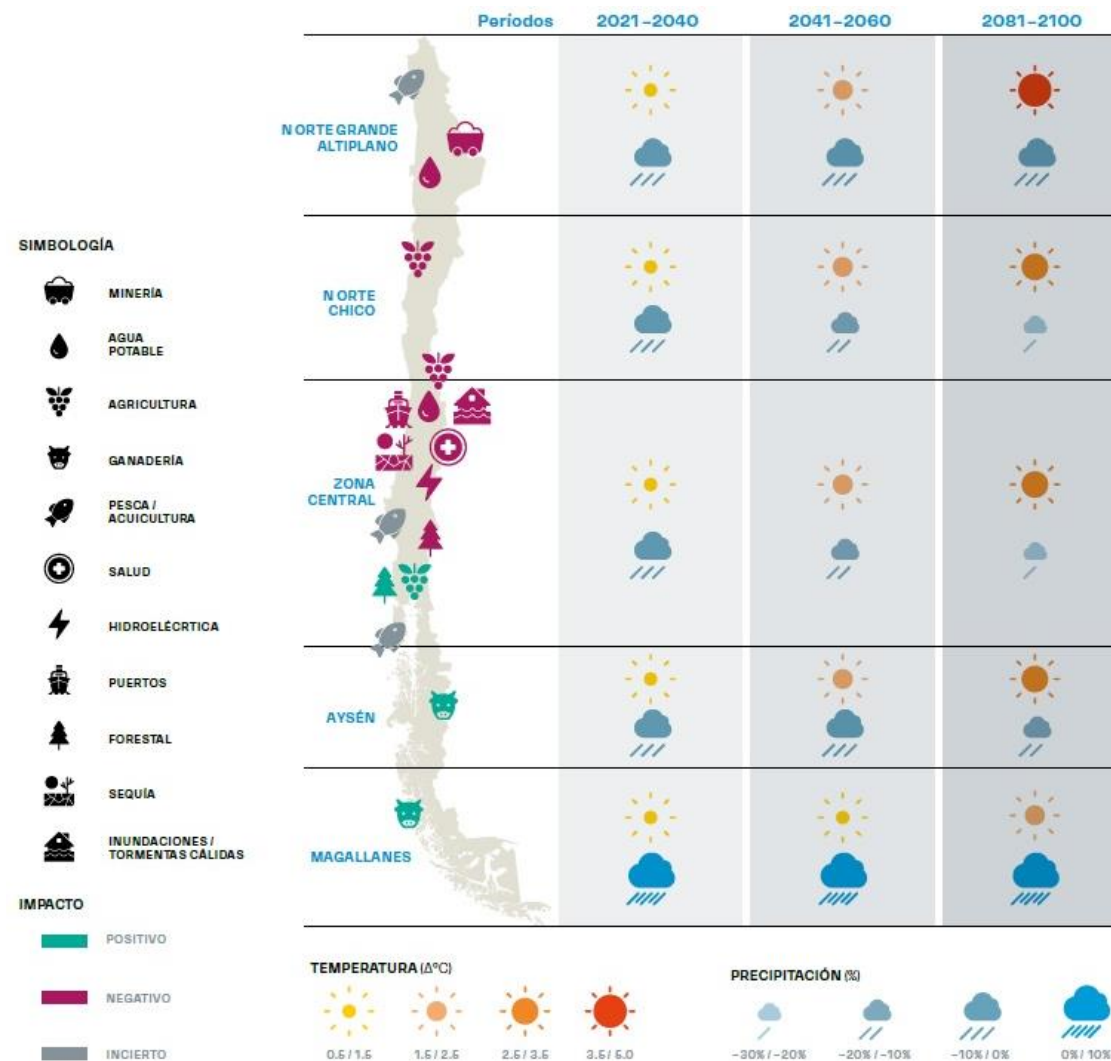 Períodos 2021–2040 2041–2060 2081–2100
NORTE GRANDE
ALTIPLANO
NORTE
CHICO
ZONA
CENTRAL
AYSÉN
MAGALLANES
SIMBOLOGÍA
MINERÍA
AGUA
POTABLE
AGRICULTURA
GANADERÍA
PESCA /
ACUICULTURA
SALUD
HIDROELÉCRTICA
PUERTOS
FORESTAL
SEQUÍA
INUNDACIONES /
TORMENTAS CÁLIDAS
IMPACTO
POSITIVO
NEGATIVO
INCIERTO
TEMPERATURA (Δ°C)
0.5 / 1.5 1.5 / 2.5 2.5 / 3.5 3.5 / 5.0
PRECIPITACIÓN (%)
-30% / -20% -20% / -10% -10% / 0% 0% / 10%